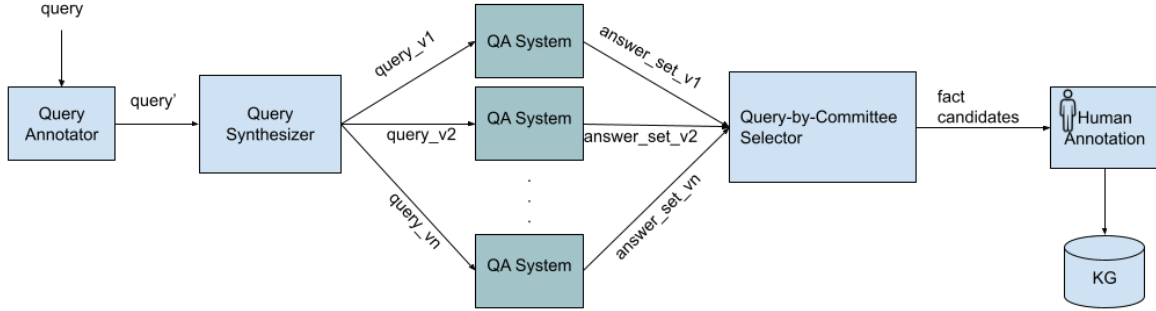 query
Query
Annotator
query'
Query
Synthesizer
query_v1
query_v2
query_vn
QA System
QA System
.
.
.
QA System
answer_set_v1
answer_set_v2
answer_set_vn
Query-by-Committee
Selector
fact
candidates
Human
Annotation
KG